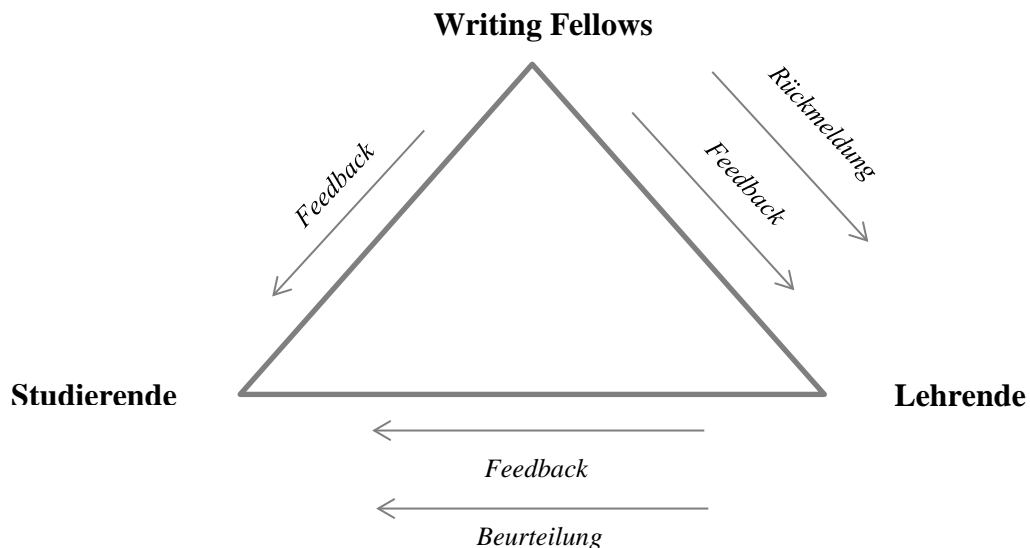 Writing Fellows
Rückmeldung
Feedback
Feedback
Studierende
Lehrende
Feedback
Beurteilung